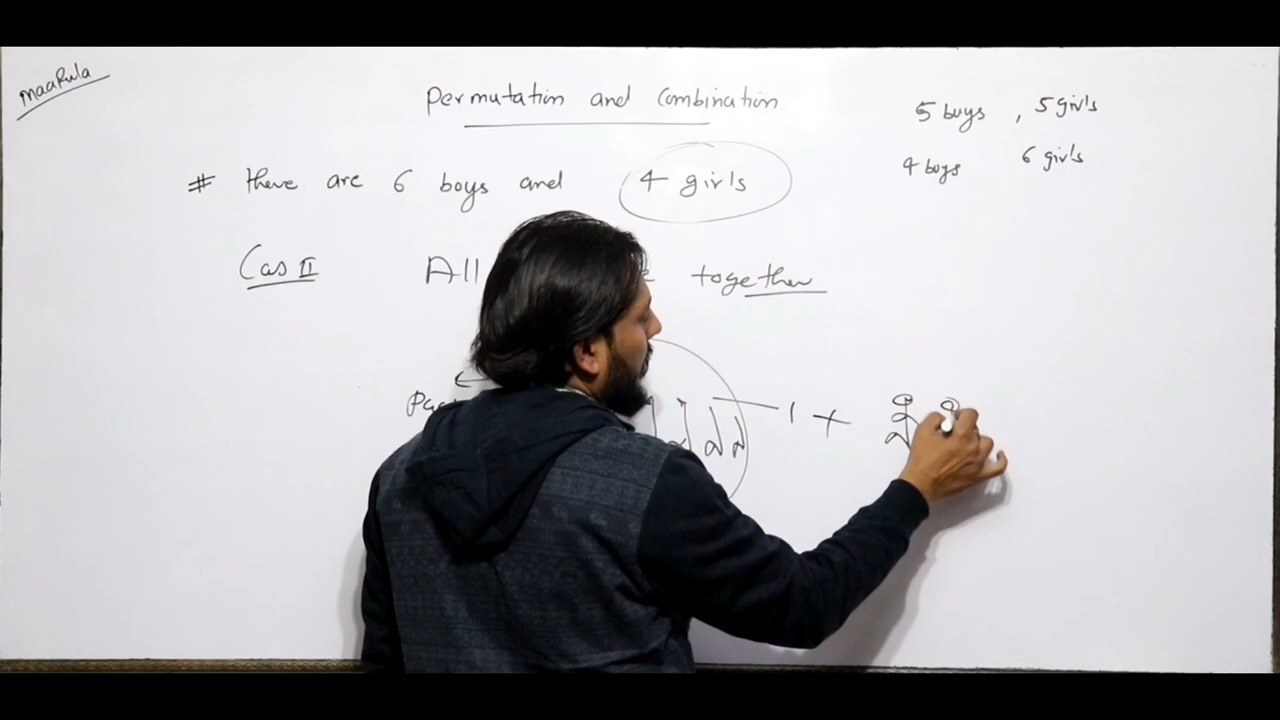 MaaRula
Permutation and Combination
5 boys , 5 girls
4 boys 6 girls
# there are 6 boys and 4 girls
Cas II All together
1 +